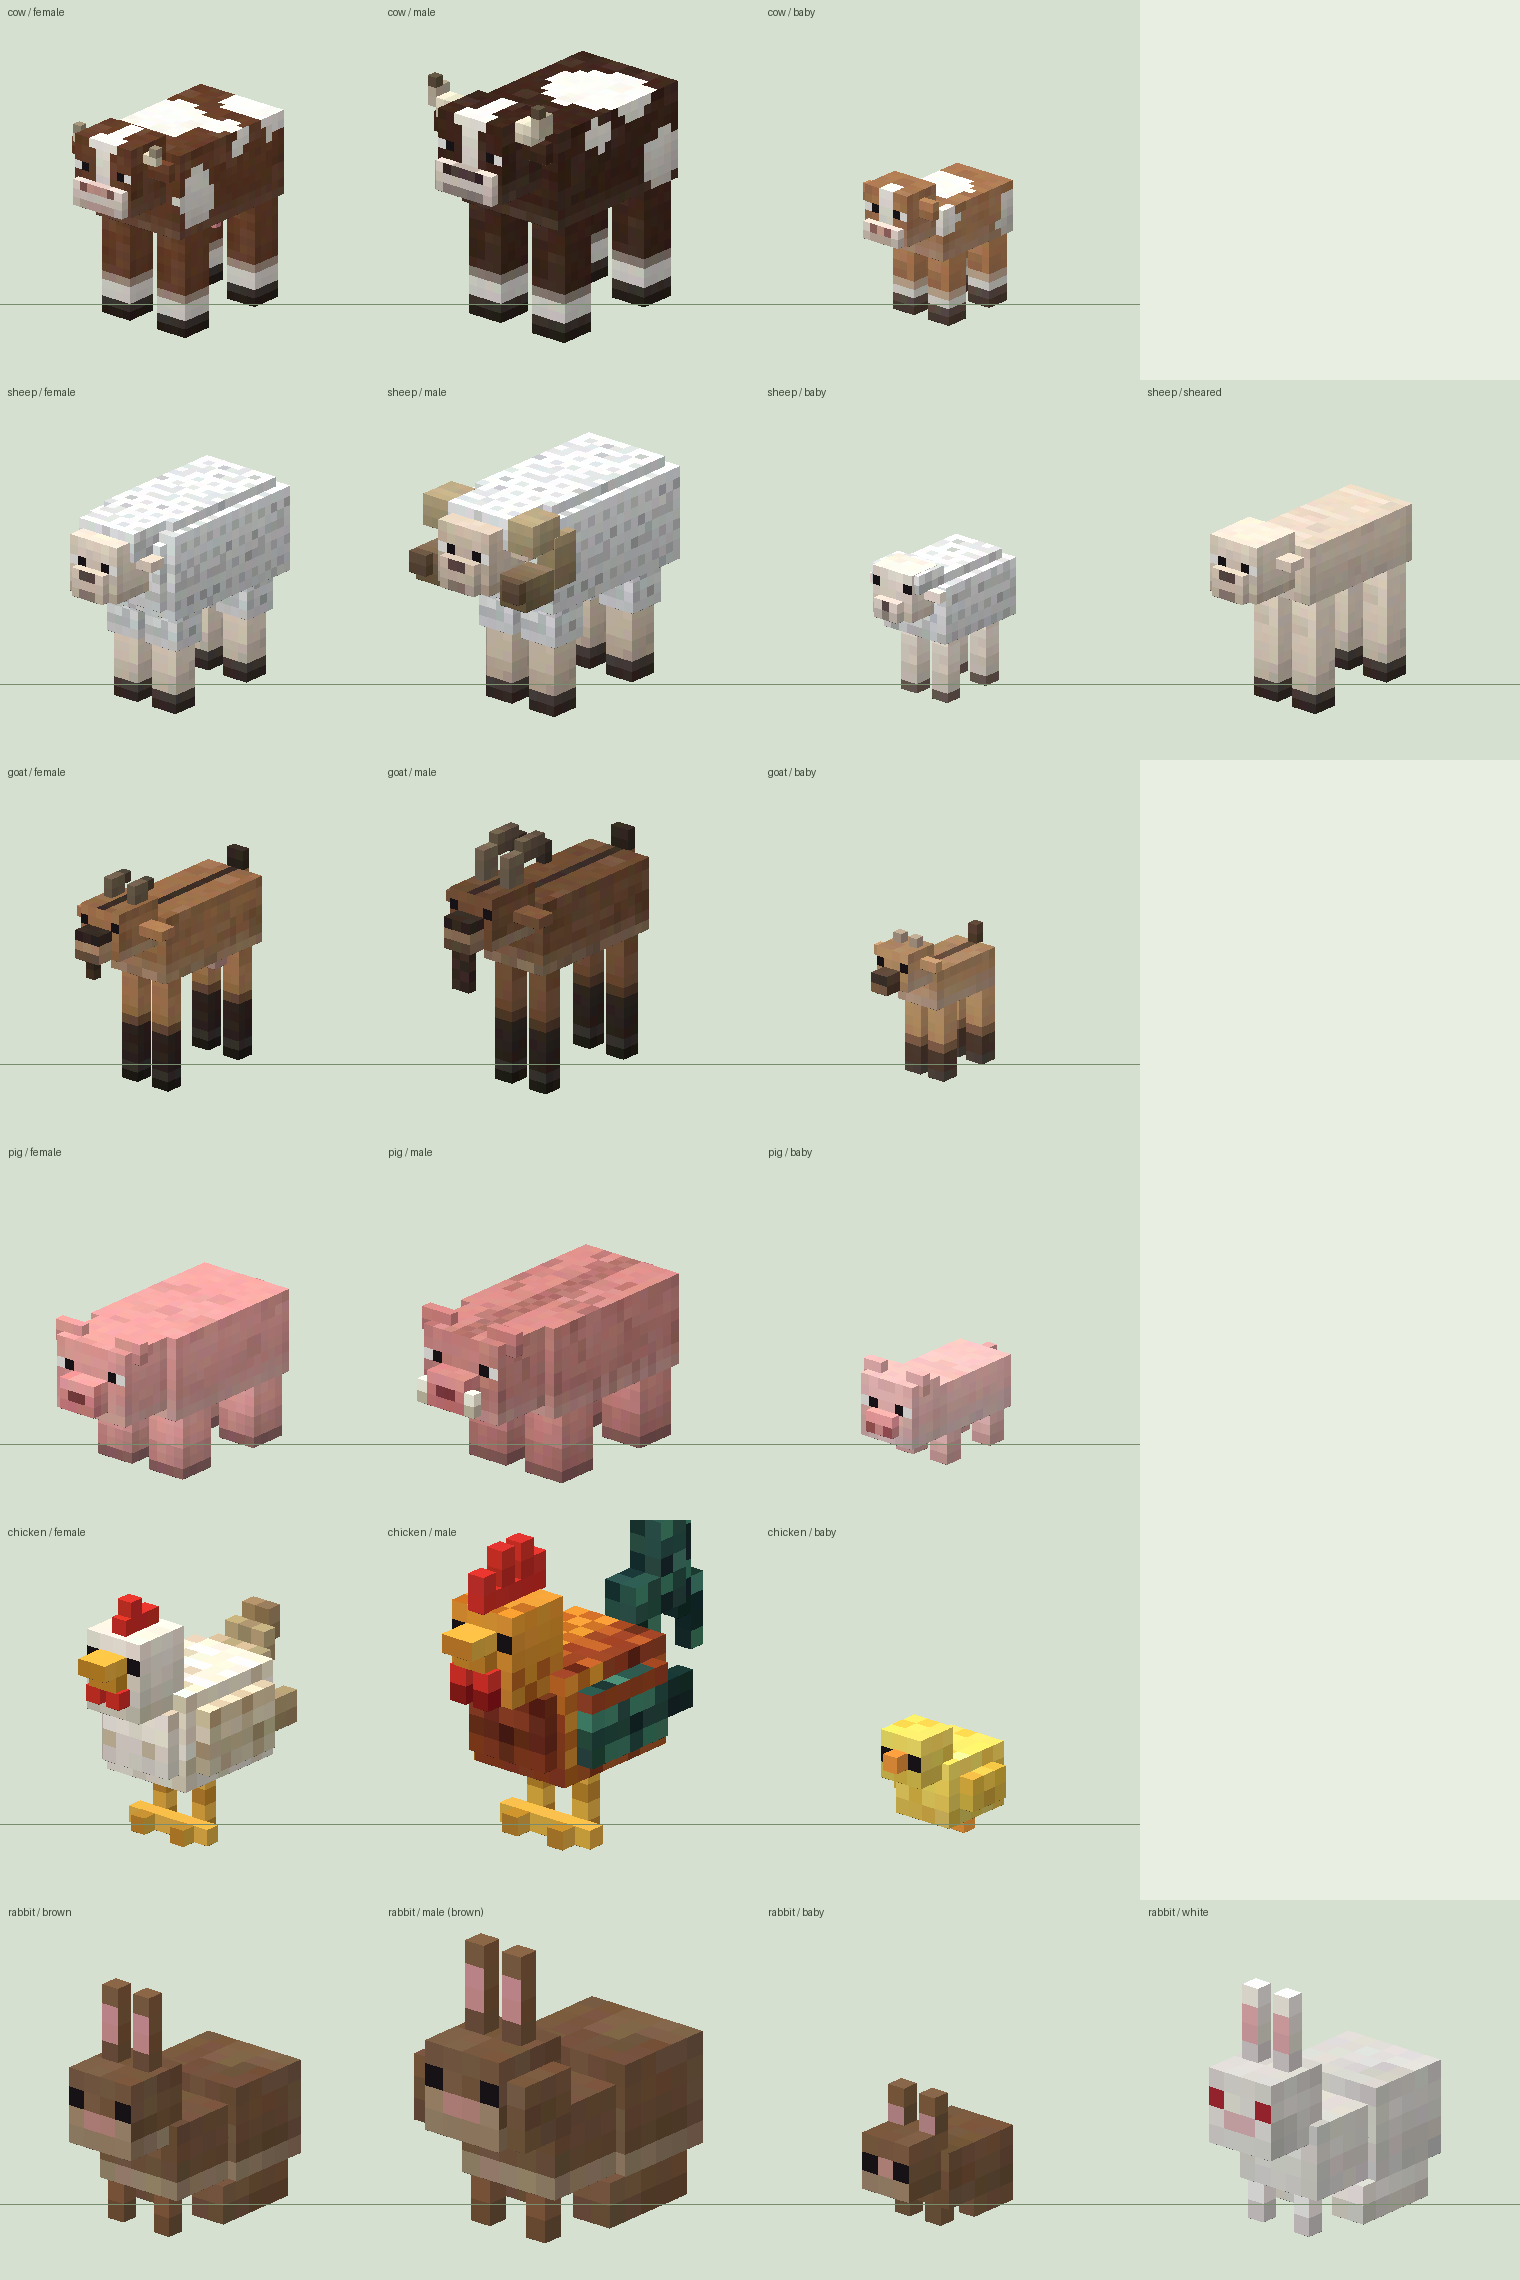 cow / female
cow / male
cow / baby
sheep / female
sheep / male
sheep / baby
sheep / sheared
goat / female
goat / male
goat / baby
pig / female
pig / male
pig / baby
chicken / female
chicken / male
chicken / baby
rabbit / brown
rabbit / male (brown)
rabbit / baby
rabbit / white